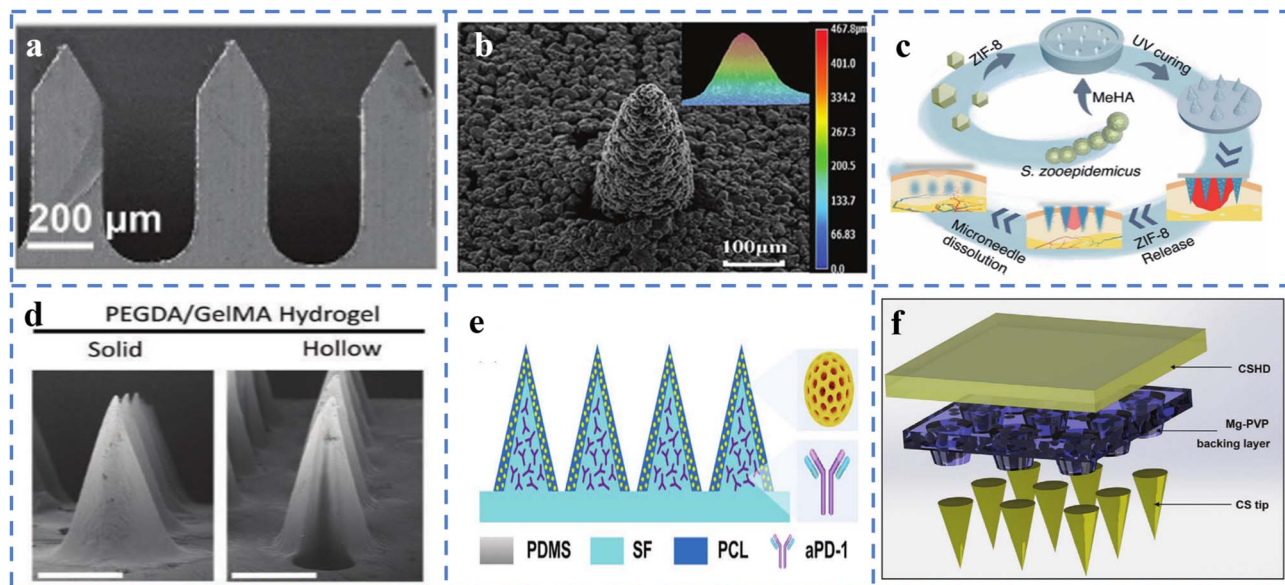 a
200 μm
b
467.8μm
401.0
334.2
267.3
200.5
133.7
66.83
0.0
100μm
c
ZIF-8
UV curing
MeHA
S. zooepidemicus
ZIF-8
Release
Microneedle
dissolution
d
PEGDA/GelMA Hydrogel
Solid
Hollow
e
PDMS
SF
PCL
aPD-1
f
CSHD
Mg-PVP
backing layer
CS tip